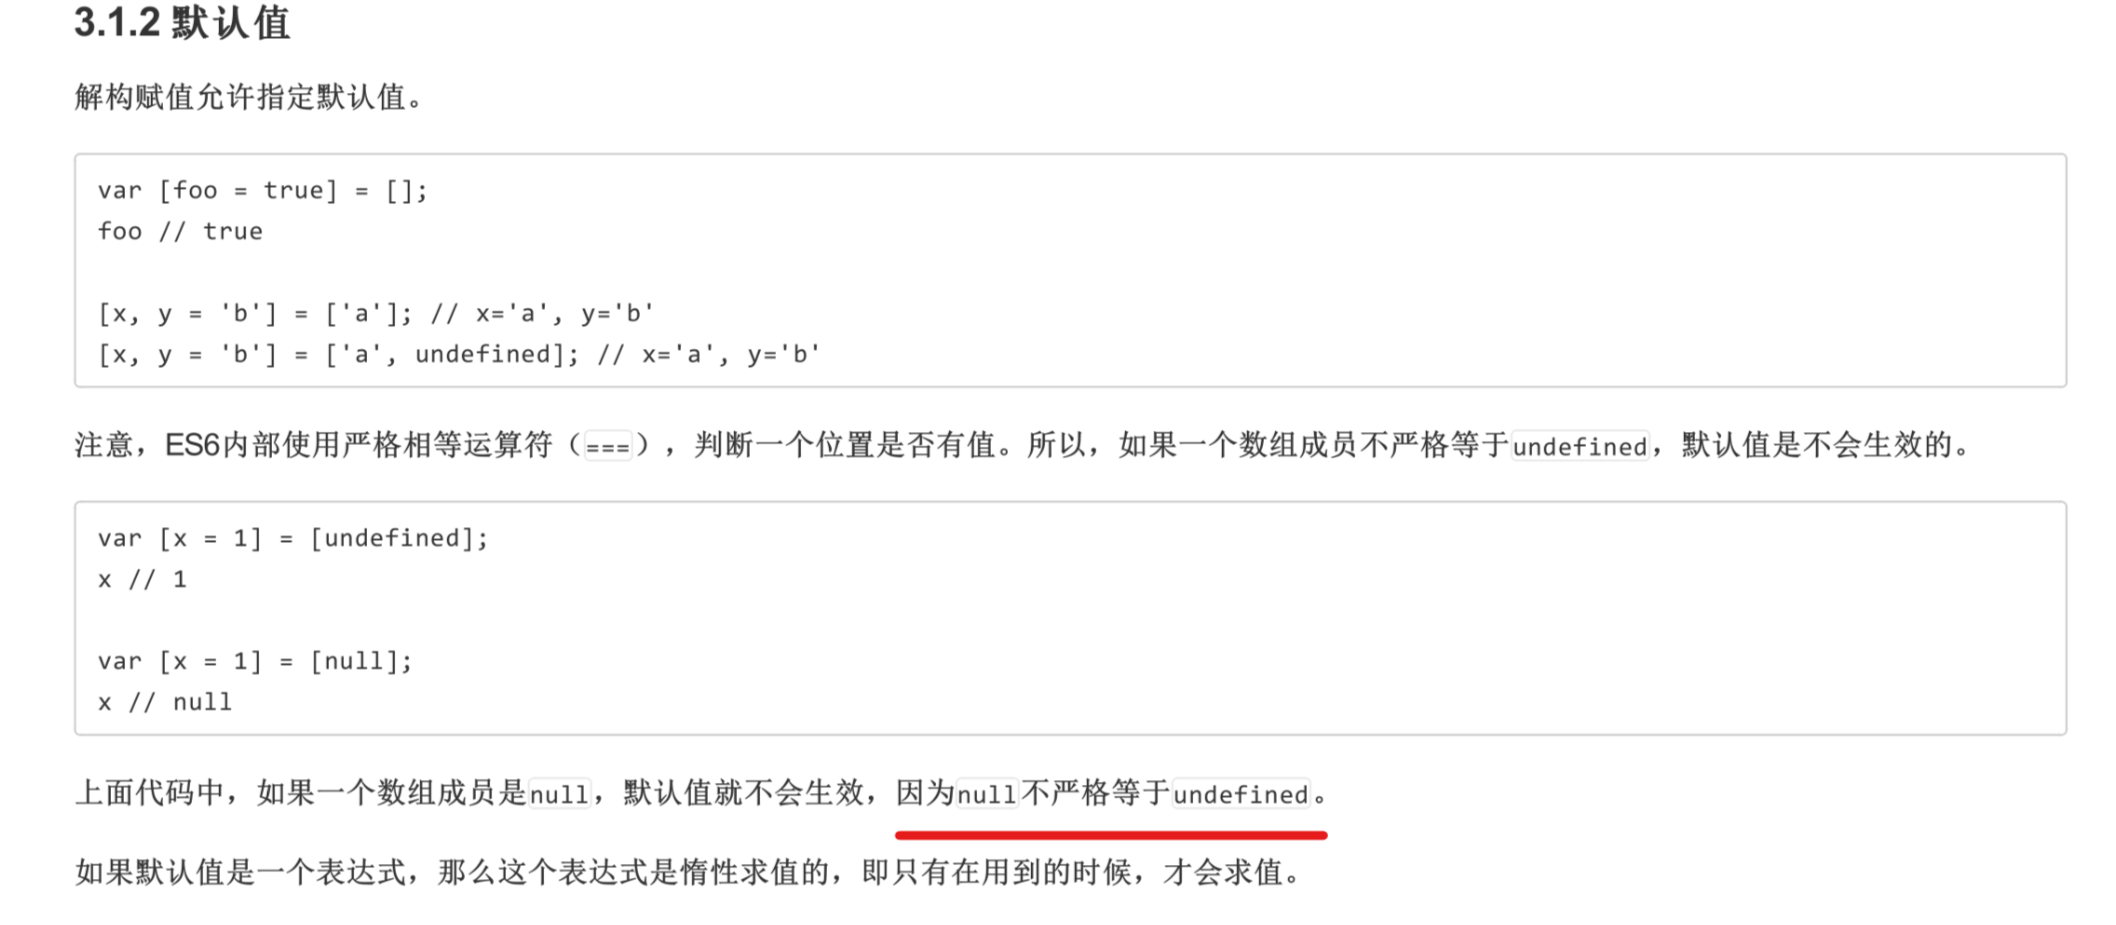 3.1.2 默认值
解构赋值允许指定默认值。
var [foo = true] = [];
foo // true
[x, y = 'b'] = ['a']; // x='a', y='b'
[x, y = 'b'] = ['a', undefined]; // x='a', y='b'
注意，ES6内部使用严格相等运算符（===），判断一个位置是否有值。所以，如果一个数组成员不严格等于undefined，默认值是不会生效的。
var [x = 1] = [undefined];
x // 1
var [x = 1] = [null];
x // null
上面代码中，如果一个数组成员是null，默认值就不会生效，因为null不严格等于undefined。
如果默认值是一个表达式，那么这个表达式是惰性求值的，即只有在用到的时候，才会求值。